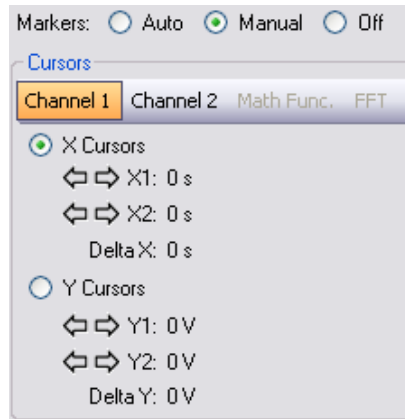 Markers: Auto Manual Off
Cursors
Channel 1 Channel 2 Math Func. FFT
X Cursors
X1: 0 s
X2: 0 s
Delta X: 0 s
Y Cursors
Y1: 0 V
Y2: 0 V
Delta Y: 0 V